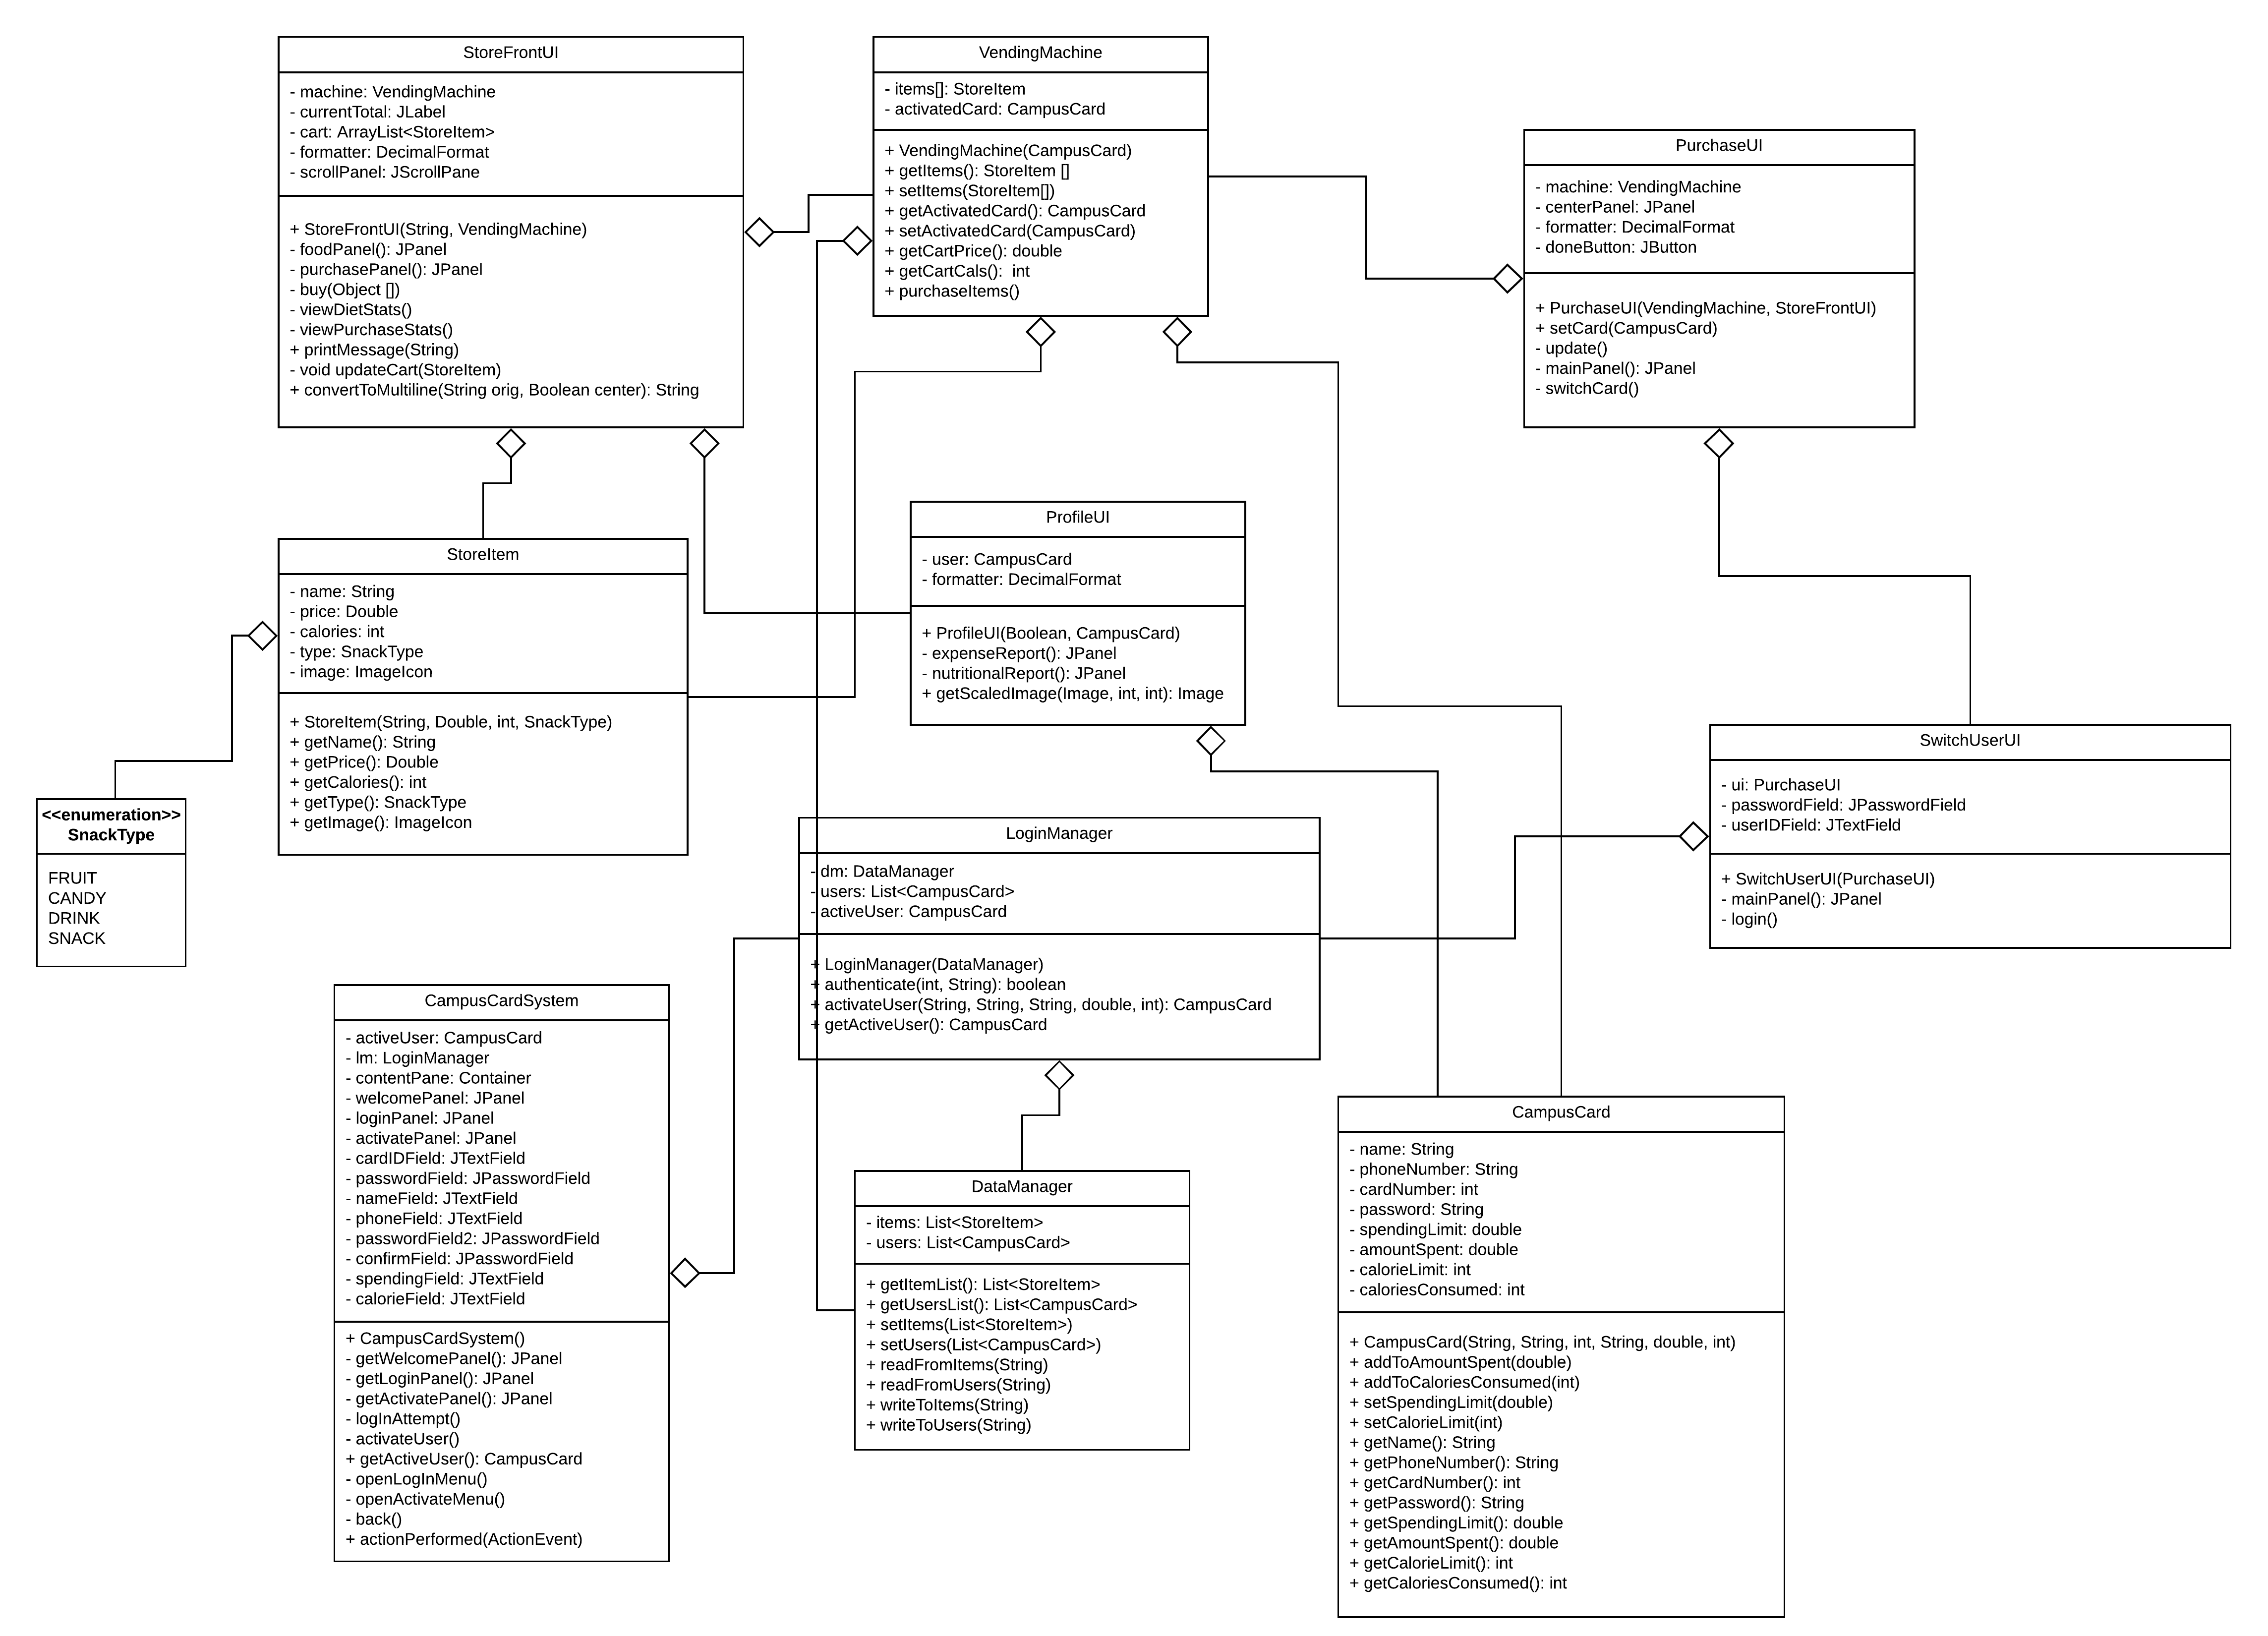 StoreFrontUI
- machine: VendingMachine
- currentTotal: JLabel
- cart: ArrayList<StoreItem>
- formatter: DecimalFormat
- scrollPanel: JScrollPane
+ StoreFrontUI(String, VendingMachine)
- foodPanel(): JPanel
- purchasePanel(): JPanel
- buy(Object [])
- viewDietStats()
- viewPurchaseStats()
+ printMessage(String)
- void updateCart(StoreItem)
+ convertToMultiline(String orig, Boolean center): String
VendingMachine
- items[]: StoreItem
- activatedCard: CampusCard
+ VendingMachine(CampusCard)
+ getItems(): StoreItem []
+ setItems(StoreItem[])
+ getActivatedCard(): CampusCard
+ setActivatedCard(CampusCard)
+ getCartPrice(): double
+ getCartCals():  int
+ purchaseItems()
PurchaseUI
- machine: VendingMachine
- centerPanel: JPanel
- formatter: DecimalFormat
- doneButton: JButton
+ PurchaseUI(VendingMachine, StoreFrontUI)
+ setCard(CampusCard)
- update()
- mainPanel(): JPanel
- switchCard()
StoreItem
- name: String
- price: Double
- calories: int
- type: SnackType
- image: ImageIcon
+ StoreItem(String, Double, int, SnackType)
+ getName(): String
+ getPrice(): Double
+ getCalories(): int
+ getType(): SnackType
+ getImage(): ImageIcon
ProfileUI
- user: CampusCard
- formatter: DecimalFormat
+ ProfileUI(Boolean, CampusCard)
- expenseReport(): JPanel
- nutritionalReport(): JPanel
+ getScaledImage(Image, int, int): Image
SwitchUserUI
- ui: PurchaseUI
- passwordField: JPasswordField
- userIDField: JTextField
+ SwitchUserUI(PurchaseUI)
- mainPanel(): JPanel
- login()
<<enumeration>>
SnackType
FRUIT
CANDY
DRINK
SNACK
LoginManager
- dm: DataManager
- users: List<CampusCard>
- activeUser: CampusCard
+ LoginManager(DataManager)
+ authenticate(int, String): boolean
+ activateUser(String, String, String, double, int): CampusCard
+ getActiveUser(): CampusCard
CampusCardSystem
- activeUser: CampusCard
- lm: LoginManager
- contentPane: Container
- welcomePanel: JPanel
- loginPanel: JPanel
- activatePanel: JPanel
- cardIDField: JTextField
- passwordField: JPasswordField
- nameField: JTextField
- phoneField: JTextField
- passwordField2: JPasswordField
- confirmField: JPasswordField
- spendingField: JTextField
- calorieField: JTextField
+ CampusCardSystem()
- getWelcomePanel(): JPanel
- getLoginPanel(): JPanel
- getActivatePanel(): JPanel
- logInAttempt()
- activateUser()
+ getActiveUser(): CampusCard
- openLogInMenu()
- openActivateMenu()
- back()
+ actionPerformed(ActionEvent)
DataManager
- items: List<StoreItem>
- users: List<CampusCard>
+ getItemList(): List<StoreItem>
+ getUsersList(): List<CampusCard>
+ setItems(List<StoreItem>)
+ setUsers(List<CampusCard>)
+ readFromItems(String)
+ readFromUsers(String)
+ writeToItems(String)
+ writeToUsers(String)
CampusCard
- name: String
- phoneNumber: String
- cardNumber: int
- password: String
- spendingLimit: double
- amountSpent: double
- calorieLimit: int
- caloriesConsumed: int
+ CampusCard(String, String, int, String, double, int)
+ addToAmountSpent(double)
+ addToCaloriesConsumed(int)
+ setSpendingLimit(double)
+ setCalorieLimit(int)
+ getName(): String
+ getPhoneNumber(): String
+ getCardNumber(): int
+ getPassword(): String
+ getSpendingLimit(): double
+ getAmountSpent(): double
+ getCalorieLimit(): int
+ getCaloriesConsumed(): int